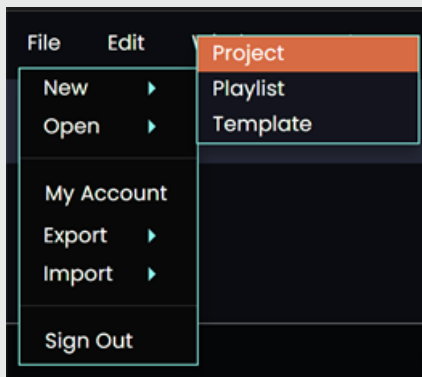 File Edit
Project
Playlist
Template
New
Open
My Account
Export
Import
Sign Out